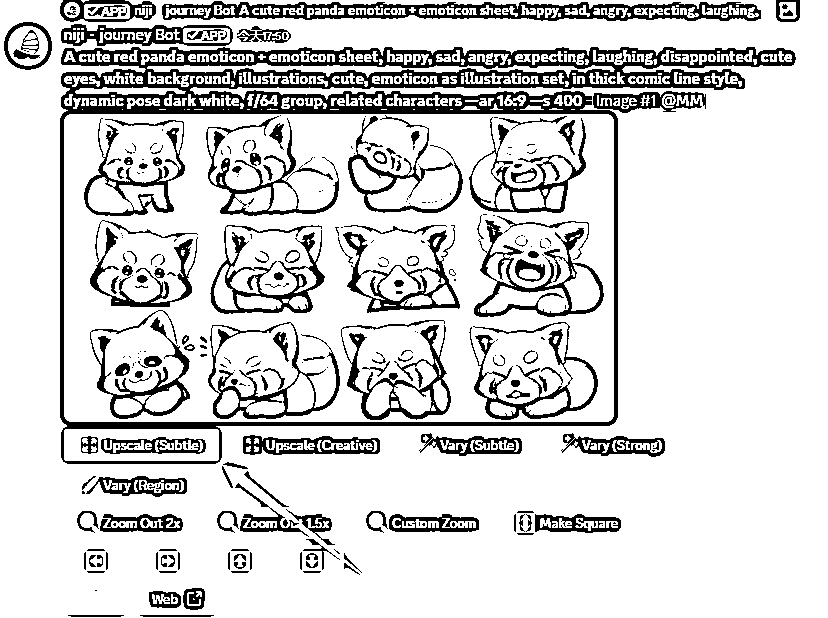 APP niji journey Bot A cute red panda emoticon + emoticon sheet, happy, sad, angry, expecting, laughing,
niji - journey Bot APP 今天17:50
A cute red panda emoticon + emoticon sheet, happy, sad, angry, expecting, laughing, disappointed, cute
eyes, white background, illustrations, cute, emoticon as illustration set, in thick comic line style,
dynamic pose dark white, f/64 group, related characters —ar 16:9 —s 400 - Image #1 @MM
Upscale (Subtle) Upscale (Creative) Vary (Subtle) Vary (Strong)
Vary (Region)
Zoom Out 2x Zoom Out 1.5x Custom Zoom Make Square
Web